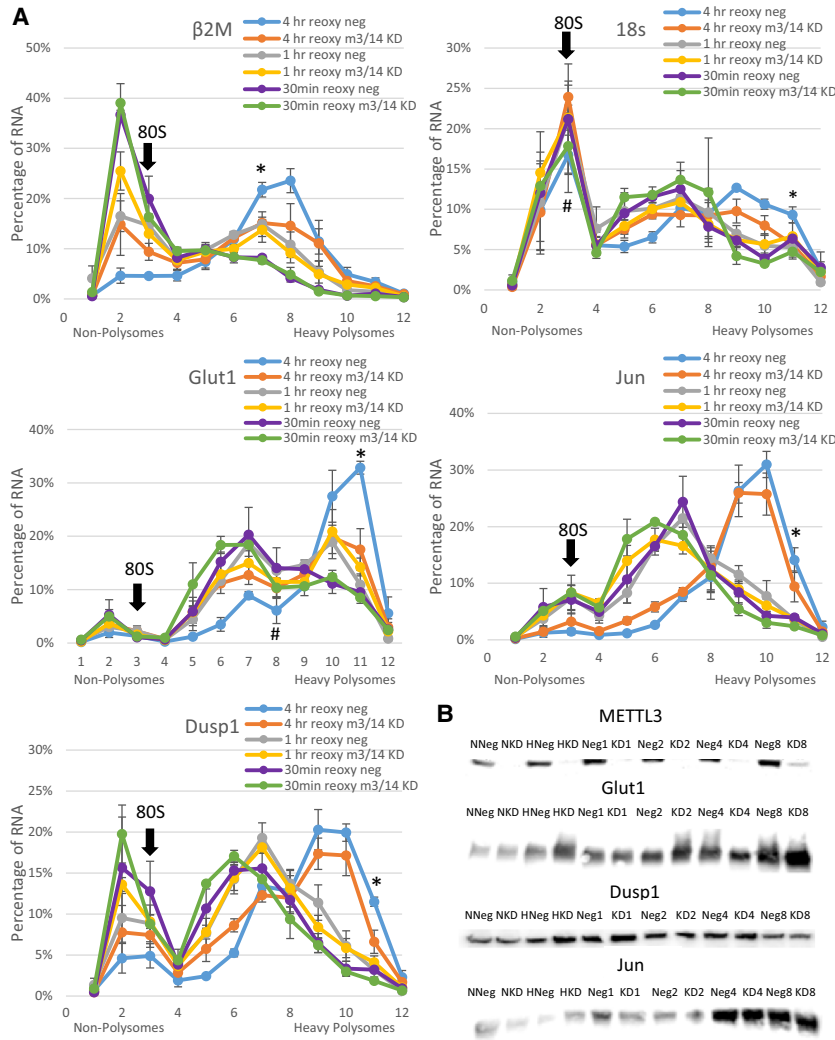 A
β2M
4 hr reoxy neg
4 hr reoxy m3/14 KD
1 hr reoxy neg
1 hr reoxy m3/14 KD
30min reoxy neg
30min reoxy m3/14 KD
Percentage of RNA
50%
40%
30%
20%
10%
0%
80S
*
0 2 4 6 8 10 12
Non-Polysomes Heavy Polysomes
18s
4 hr reoxy neg
4 hr reoxy m3/14 KD
1 hr reoxy neg
1 hr reoxy m3/14 KD
30min reoxy neg
30min reoxy m3/14 KD
Percentage of RNA
30%
25%
20%
15%
10%
5%
0%
80S
#
*
0 2 4 6 8 10 12
Non-Polysomes Heavy Polysomes
Glut1
4 hr reoxy neg
4 hr reoxy m3/14 KD
1 hr reoxy neg
1 hr reoxy m3/14 KD
30min reoxy neg
30min reoxy m3/14 KD
Percentage of RNA
40%
30%
20%
10%
0%
80S
*
#
1 2 3 4 5 6 7 8 9 10 11 12
Non-Polysomes Heavy Polysomes
Jun
4 hr reoxy neg
4 hr reoxy m3/14 KD
1 hr reoxy neg
1 hr reoxy m3/14 KD
30min reoxy neg
30min reoxy m3/14 KD
Percentage of RNA
40%
30%
20%
10%
0%
80S
*
0 2 4 6 8 10 12
Non-Polysomes Heavy Polysomes
Dusp1
4 hr reoxy neg
4 hr reoxy m3/14 KD
1 hr reoxy neg
1 hr reoxy m3/14 KD
30min reoxy neg
30min reoxy m3/14 KD
Percentage of RNA
30%
25%
20%
15%
10%
5%
0%
80S
*
0 2 4 6 8 10 12
Non-Polysomes Heavy Polysomes
B
METTL3
NNeg NKD HNeg HKD Neg1 KD1 Neg2 KD2 Neg4 KD4 Neg8 KD8
Glut1
NNeg NKD HNeg HKD Neg1 KD1 Neg2 KD2 Neg4 KD4 Neg8 KD8
Dusp1
NNeg NKD HNeg HKD Neg1 KD1 Neg2 KD2 Neg4 KD4 Neg8 KD8
Jun
NNeg NKD HNeg HKD Neg1 KD1 Neg2 KD2 Neg4 KD4 Neg8 KD8